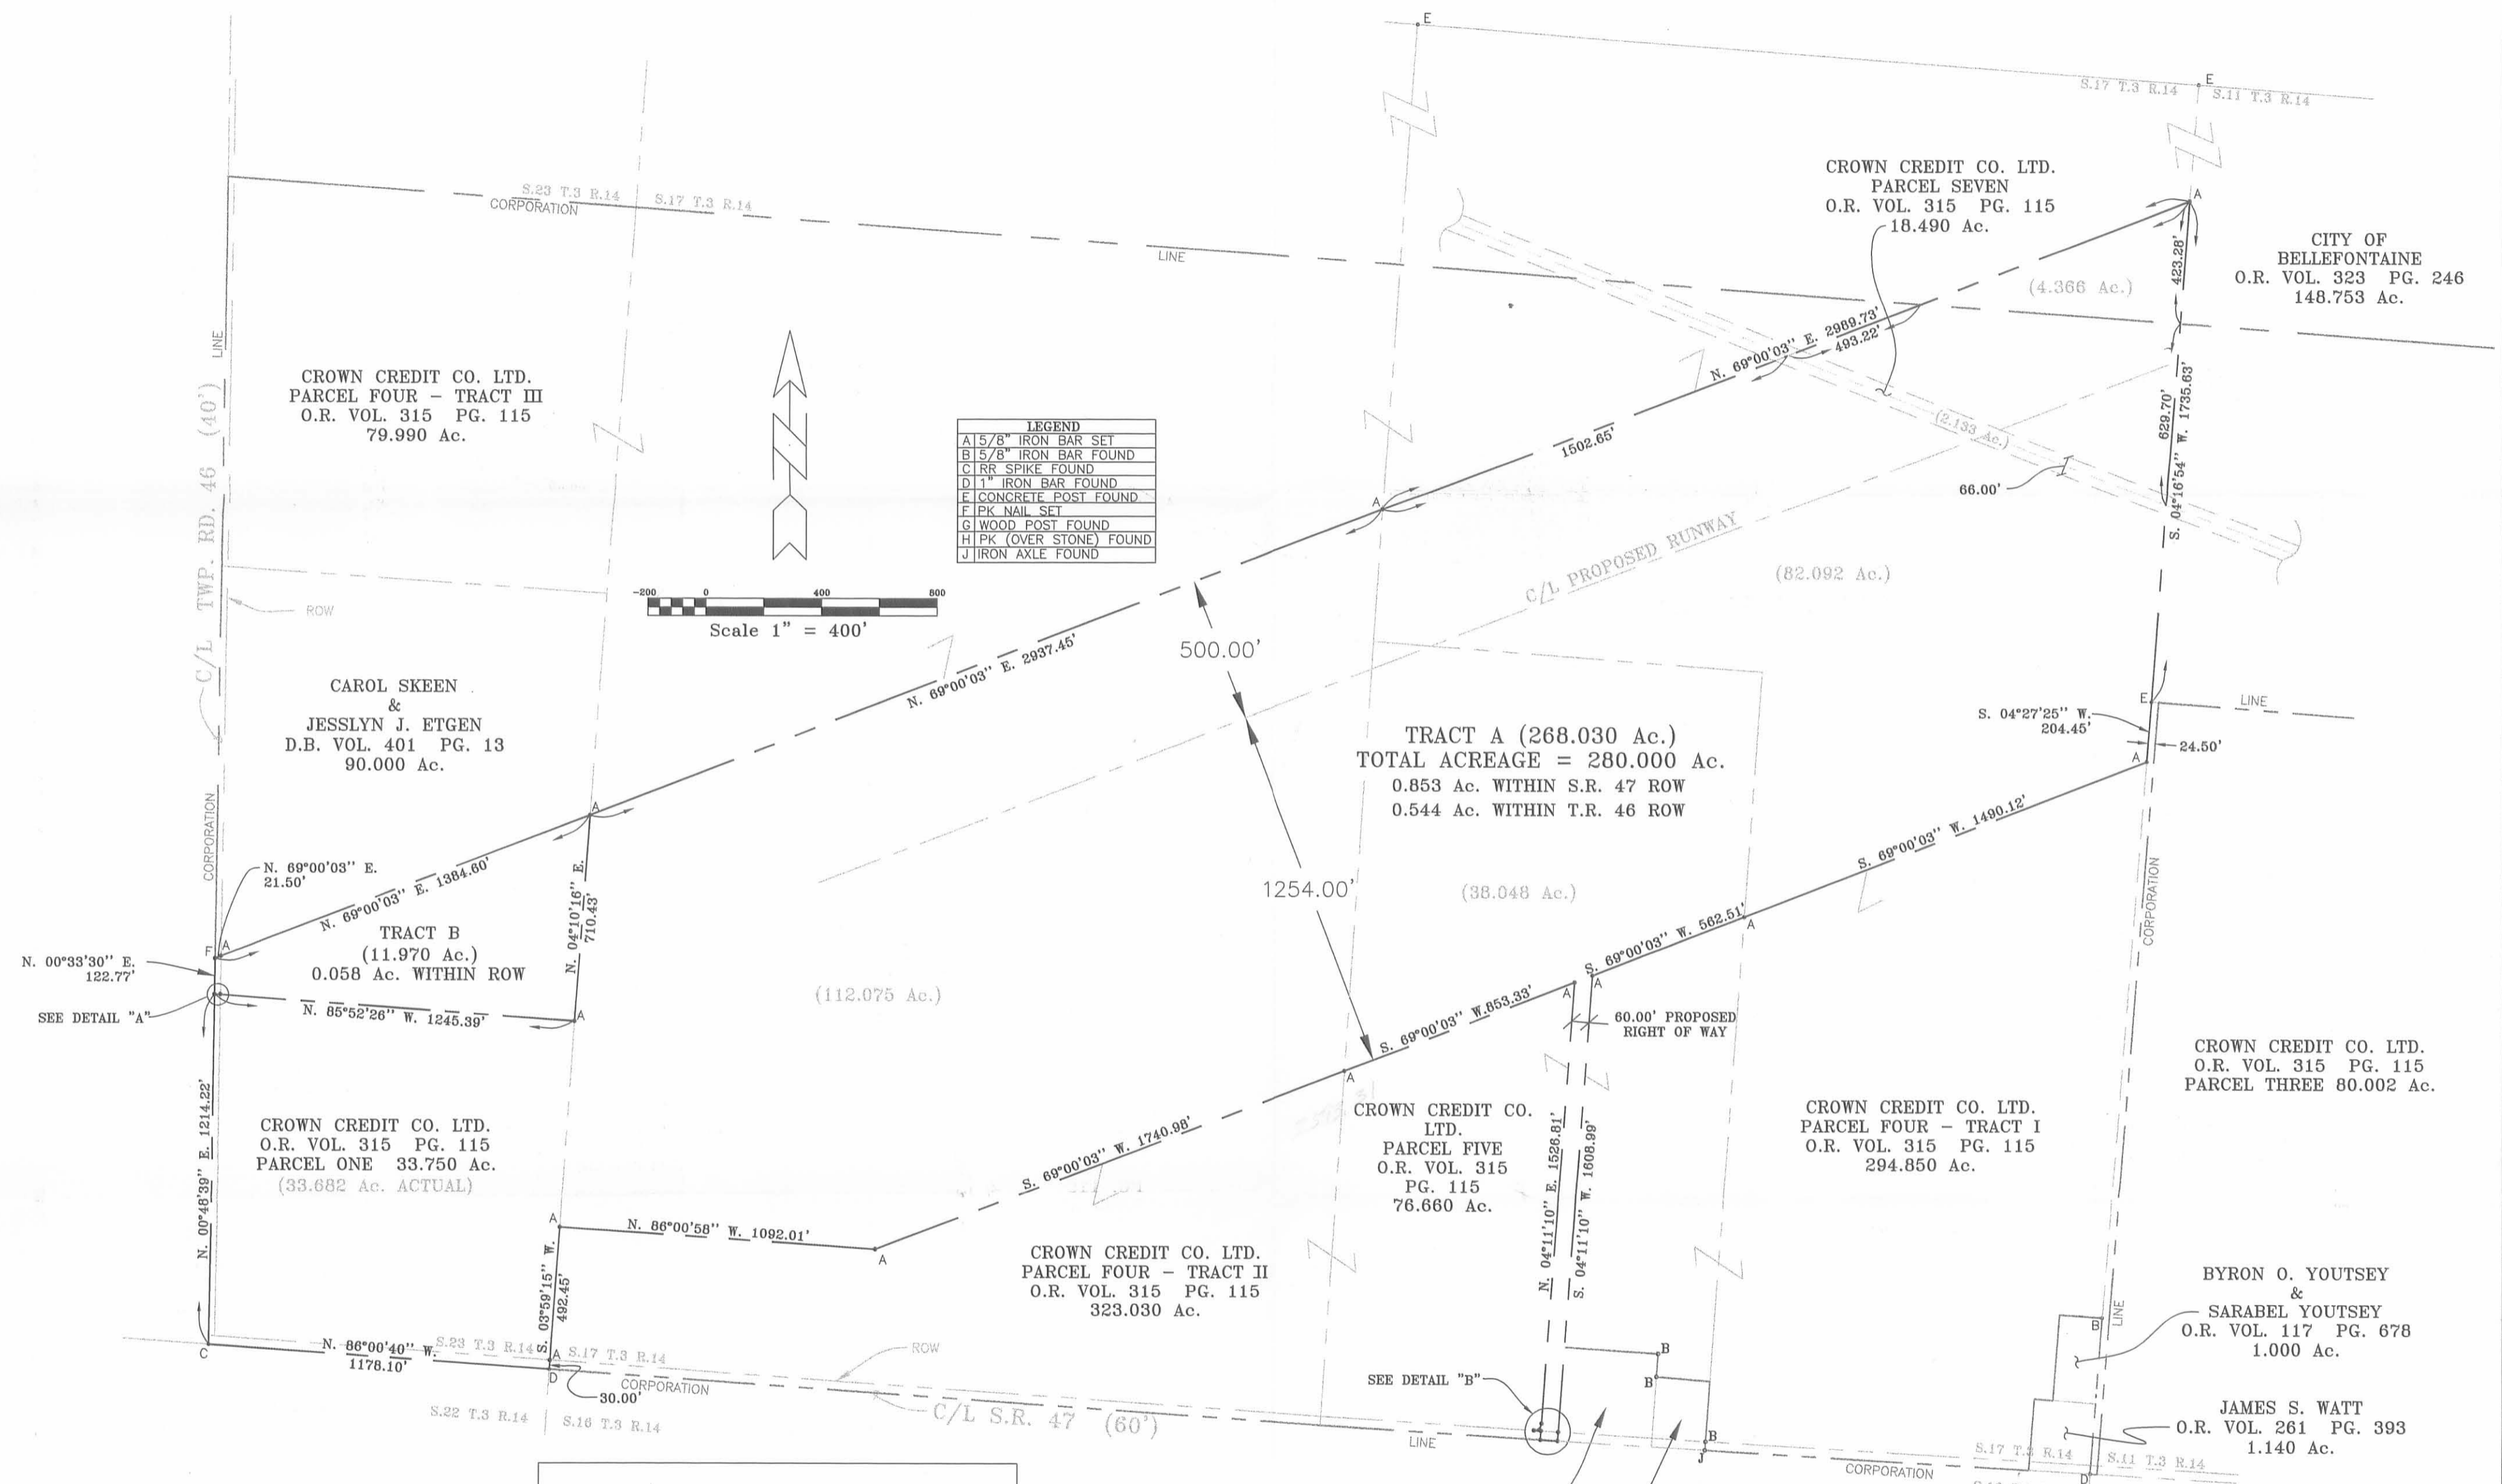 E
E
S.17 T.3 R.14
S.11 T.3 R.14
S.23 T.3 R.14
S.17 T.3 R.14
CORPORATION
LINE
CROWN CREDIT CO. LTD.
PARCEL SEVEN
O.R. VOL. 315 PG. 115
18.490 Ac.
A
CITY OF
BELLEFONTAINE
O.R. VOL. 323 PG. 246
148.753 Ac.
423.28'
(4.366 Ac.)
N. 69°00'03'' E. 2989.73'
493.22'
LINE
CROWN CREDIT CO. LTD.
PARCEL FOUR - TRACT III
O.R. VOL. 315 PG. 115
79.990 Ac.
C/L TWP. RD. 46 (40')
LEGEND
A 5/8" IRON BAR SET
B 5/8" IRON BAR FOUND
C RR SPIKE FOUND
D 1" IRON BAR FOUND
E CONCRETE POST FOUND
F PK NAIL SET
G WOOD POST FOUND
H PK (OVER STONE) FOUND
J IRON AXLE FOUND
1502.65'
A
(2.133 Ac.)
66.00'
629.70'
S. 04°16'54'' W. 1735.63'
-200 0 400 800
Scale 1" = 400'
ROW
C/L PROPOSED RUNWAY
(82.092 Ac.)
500.00'
N. 69°00'03'' E. 2937.45'
CAROL SKEEN
&
JESSLYN J. ETGEN
D.B. VOL. 401 PG. 13
90.000 Ac.
E
LINE
S. 04°27'25'' W.
204.45'
24.50'
A
TRACT A (268.030 Ac.)
TOTAL ACREAGE = 280.000 Ac.
0.853 Ac. WITHIN S.R. 47 ROW
0.544 Ac. WITHIN T.R. 46 ROW
CORPORATION
A
N. 69°00'03'' E.
21.50'
N. 69°00'03'' E. 1384.60'
N. 04°10'16'' E.
710.43'
1254.00'
(38.048 Ac.)
S. 69°00'03'' W. 1490.12'
CORPORATION
S. 69°00'03'' W. 562.51'
A
F
A
TRACT B
(11.970 Ac.)
0.058 Ac. WITHIN ROW
N. 00°33'30'' E.
122.77'
SEE DETAIL "A"
N. 85°52'26'' W. 1245.39'
A
(112.075 Ac.)
S. 69°00'03'' W.853.33'
A
A
60.00' PROPOSED
RIGHT OF WAY
A
CROWN CREDIT CO. LTD.
O.R. VOL. 315 PG. 115
PARCEL THREE 80.002 Ac.
N. 00°48'39'' E. 1214.22'
CROWN CREDIT CO. LTD.
O.R. VOL. 315 PG. 115
PARCEL ONE 33.750 Ac.
(33.682 Ac. ACTUAL)
S. 69°00'03'' W. 1740.98'
CROWN CREDIT CO.
LTD.
PARCEL FIVE
O.R. VOL. 315
PG. 115
76.660 Ac.
N. 04°11'10'' E. 1526.81'
S. 04°11'10'' W. 1608.99'
CROWN CREDIT CO. LTD.
PARCEL FOUR - TRACT I
O.R. VOL. 315 PG. 115
294.850 Ac.
A
N. 86°00'58'' W. 1092.01'
A
S. 03°59'15'' W.
492.45'
CROWN CREDIT CO. LTD.
PARCEL FOUR - TRACT II
O.R. VOL. 315 PG. 115
323.030 Ac.
BYRON O. YOUTSEY
&
SARABEL YOUTSEY
O.R. VOL. 117 PG. 678
1.000 Ac.
B
LINE
C
N. 86°00'40'' W.
1178.10'
S.23 T.3 R.14
A
S.17 T.3 R.14
D
30.00'
CORPORATION
ROW
C/L S.R. 47 (60')
S.22 T.3 R.14
S.16 T.3 R.14
SEE DETAIL "B"
B
B
B
J
LINE
JAMES S. WATT
O.R. VOL. 261 PG. 393
1.140 Ac.
S.17 T.3 R.14
S.11 T.3 R.14
CORPORATION
D